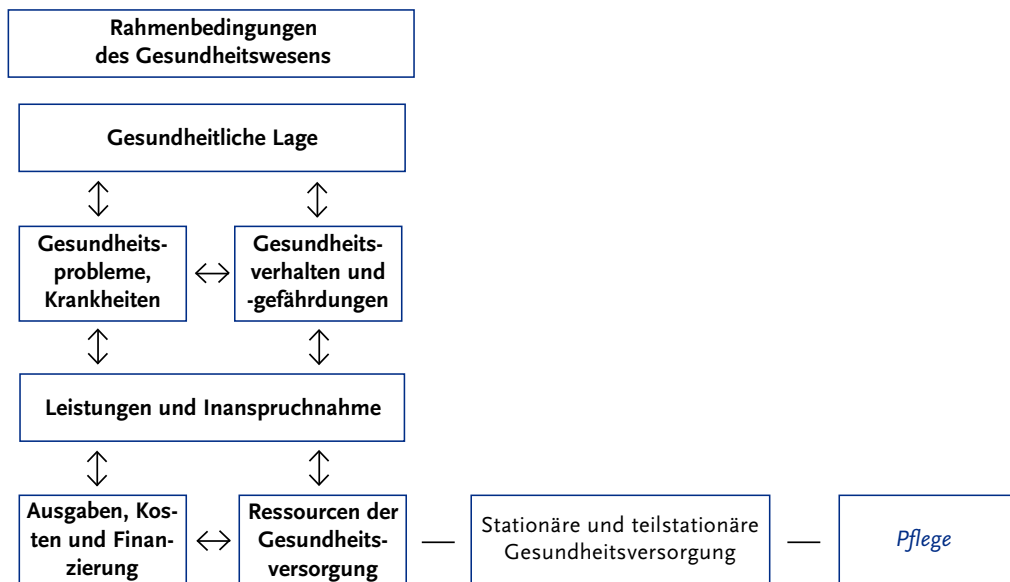 Rahmenbedingungen
des Gesundheitswesens
Gesundheitliche Lage
Gesundheits-
probleme,
Krankheiten
Gesundheits-
verhalten und
-gefährdungen
Leistungen und Inanspruchnahme
Ausgaben, Kos-
ten und Finan-
zierung
Ressourcen der
Gesundheits-
versorgung
Stationäre und teilstationäre
Gesundheitsversorgung
Pflege